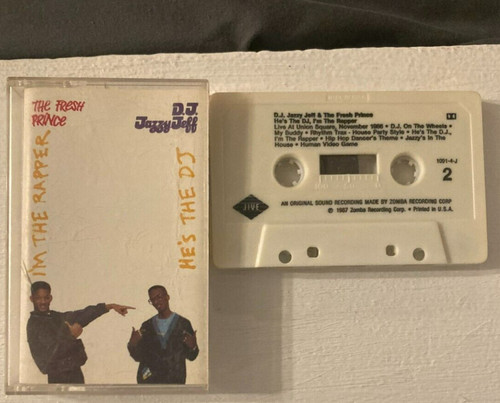 THE FRESH
PRINCE
D.J.
Jazzy Jeff
I'M THE RAPPER
HE'S THE DJ
D.J. Jazzy Jeff & The Fresh Prince
He's The DJ, I'm The Rapper
Live At Union Square, November 1986 • D.J. On The Wheels •
My Buddy • Rhythm Trax - House Party Style • He's The D.J.,
I'm The Rapper • Hip Hop Dancer's Theme • Jazzy's In The
House • Human Video Game
1091-4-J
2
JIVE
AN ORIGINAL SOUND RECORDING MADE BY ZOMBA RECORDING CORP
© 1987 Zomba Recording Corp. • Printed in U.S.A.